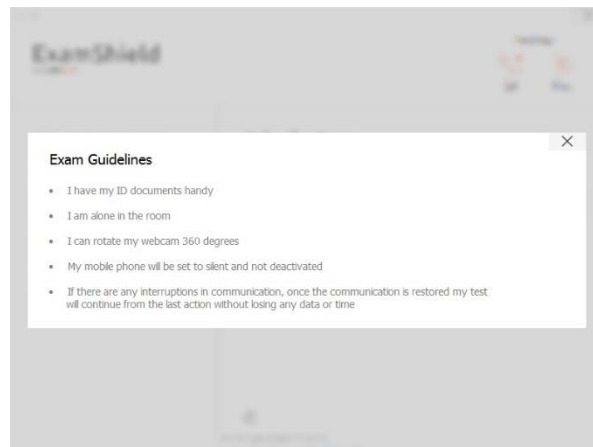 ExamShield
Exam Guidelines
• I have my ID documents handy
• I am alone in the room
• I can rotate my webcam 360 degrees
• My mobile phone will be set to silent and not deactivated
• If there are any interruptions in communication, once the communication is restored my test
will continue from the last action without losing any data or time